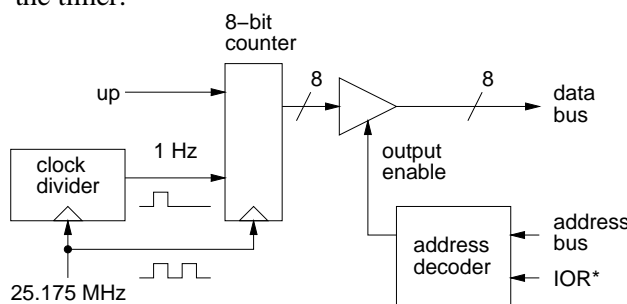 the timer.
8−bit
counter
up
8
8
data
bus
1 Hz
clock
divider
output
enable
address
bus
address
decoder
IOR*
25.175 MHz